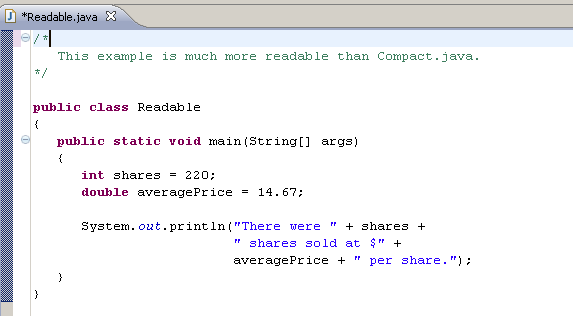 *Readable.java
/*
   This example is much more readable than Compact.java.
*/

public class Readable
{
   public static void main(String[] args)
   {
      int shares = 220;
      double averagePrice = 14.67;

      System.out.println("There were " + shares +
                         " shares sold at $" +
                         averagePrice + " per share.");
   }
}